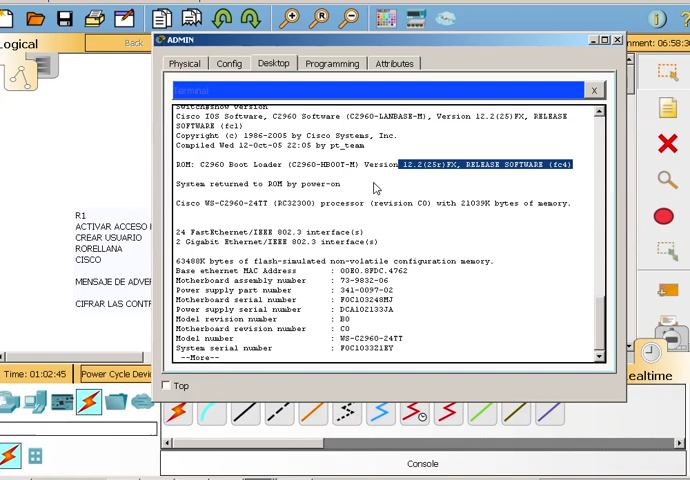 ADMIN
ogical
Back
nment: 06:58:3
Physical
Config
Desktop
Programming
Attributes
Terminal
X
Switch#show version
Cisco IOS Software, C2960 Software (C2960-LANBASE-M), Version 12.2(25)FX, RELEASE
SOFTWARE (fc1)
Copyright (c) 1986-2005 by Cisco Systems, Inc.
Compiled Wed 12-Oct-05 22:05 by pt_team
ROM: C2960 Boot Loader (C2960-HBOOT-M) Version 12.2(25r)FX, RELEASE SOFTWARE (fc4)
System returned to ROM by power-on
Cisco WS-C2960-24TT (RC32300) processor (revision C0) with 21039K bytes of memory.
24 FastEthernet/IEEE 802.3 interface(s)
2 Gigabit Ethernet/IEEE 802.3 interface(s)
63488K bytes of flash-simulated non-volatile configuration memory.
Base ethernet MAC Address : 00E0.8FDC.4762
Motherboard assembly number : 73-9832-06
Power supply part number : 341-0097-02
Motherboard serial number : FOC103248MJ
Power supply serial number : DCA102133JA
Model revision number : B0
Motherboard revision number : C0
Model number : WS-C2960-24TT
System serial number : FOC1033Z1EY
--More--
Top
R1
ACTIVAR ACCESO
CREAR USUARIO
RORELLANA
CISCO
MENSAJE DE ADVER
CIFRAR LAS CONT
Time: 01:02:45
Power Cycle Devic
ealtime
Console